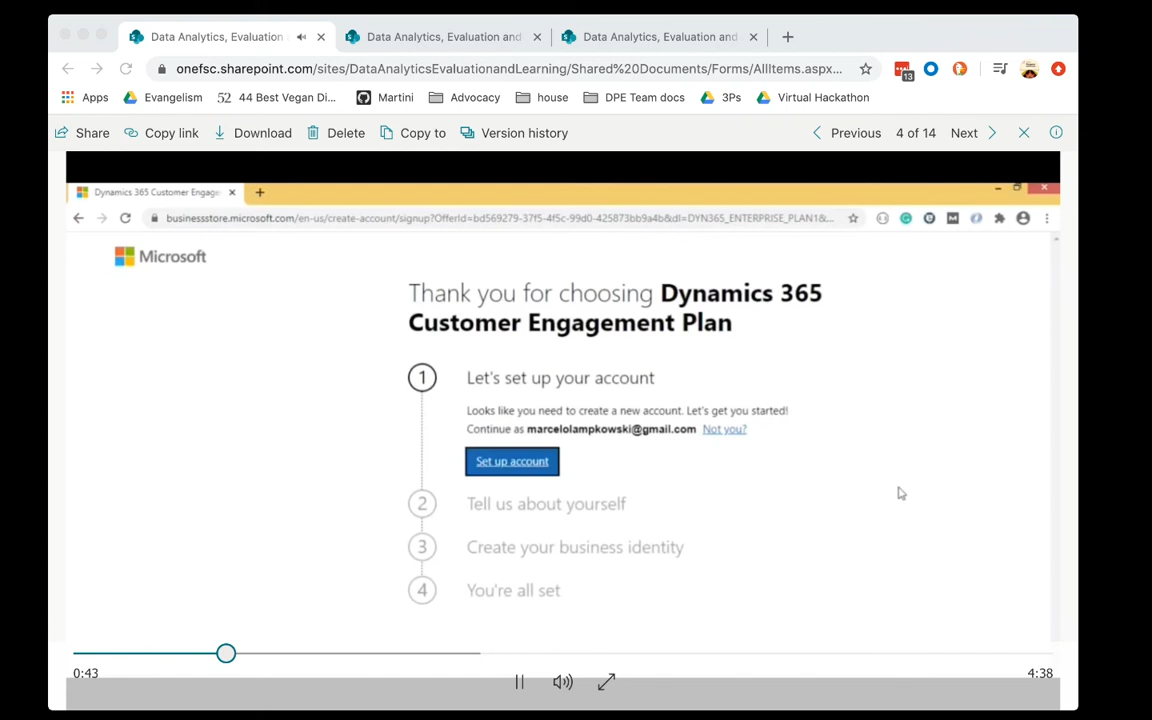 Data Analytics, Evaluation
Data Analytics, Evaluation and
Data Analytics, Evaluation and
onefsc.sharepoint.com/sites/DataAnalyticsEvaluationandLearning/Shared%20Documents/Forms/AllItems.aspx...
13
Apps
Evangelism
52 44 Best Vegan Di...
Martini
Advocacy
house
DPE Team docs
3Ps
Virtual Hackathon
Share
Copy link
Download
Delete
Copy to
Version history
Previous
4 of 14
Next
Dynamics 365 Customer Engage
businessstore.microsoft.com/en-us/create-account/signup?OfferId=bd569279-37f5-4f5c-99d0-425873bb9a4b&dl=DYN365_ENTERPRISE_PLAN1&...
Microsoft
Thank you for choosing Dynamics 365
Customer Engagement Plan
1 Let's set up your account
Looks like you need to create a new account. Let's get you started!
Continue as marcelolampkowski@gmail.com Not you?
Set up account
2 Tell us about yourself
3 Create your business identity
4 You're all set
0:43
4:38